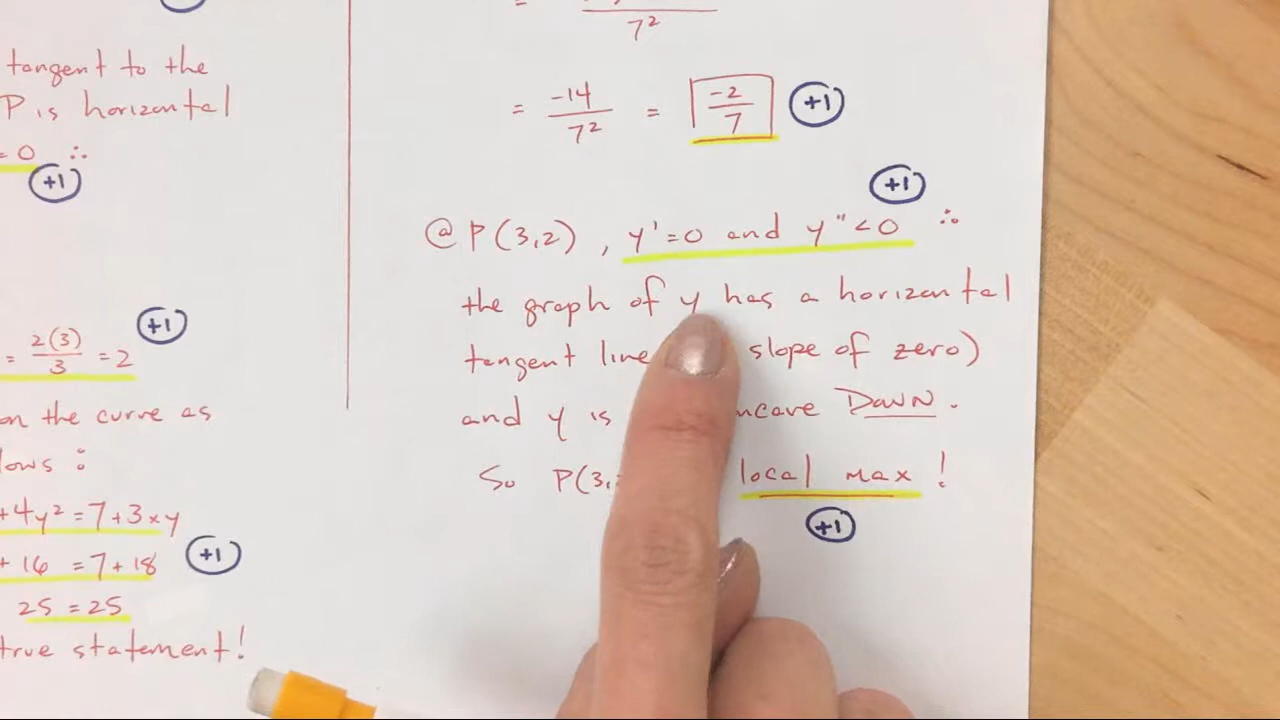 tangent to the
P is horizontal
= 0 ∴
+1
= 2(3)/3 = 2
+1
on the curve as
lows :
+ 4y² = 7 + 3xy
+ 16 = 7 + 18
+1
25 = 25
true statement!
7²
= -14/7² = -2/7
+1
+1
@ P(3,2), y' = 0 and y" < 0 ∴
the graph of y has a horizontal
tangent line slope of zero)
and y is ncave DOWN.
So P(3, local max!
+1